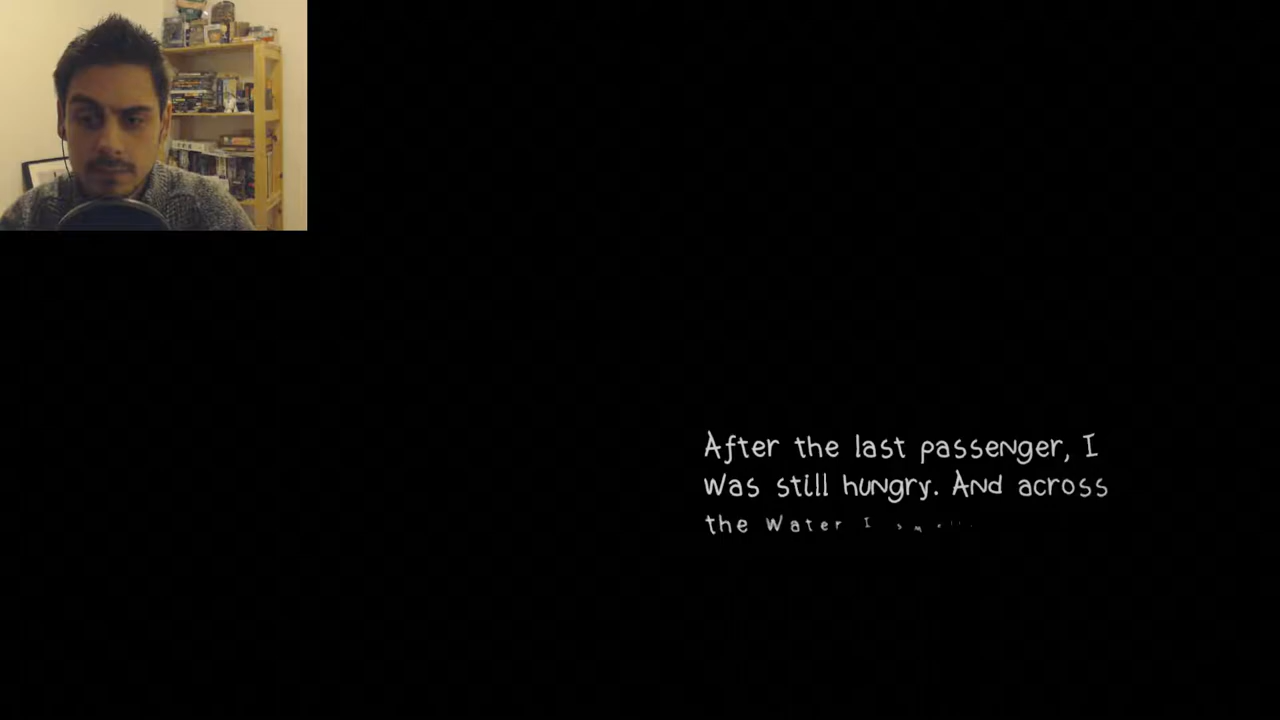 After the last passenger, I
was still hungry. And across
the water I